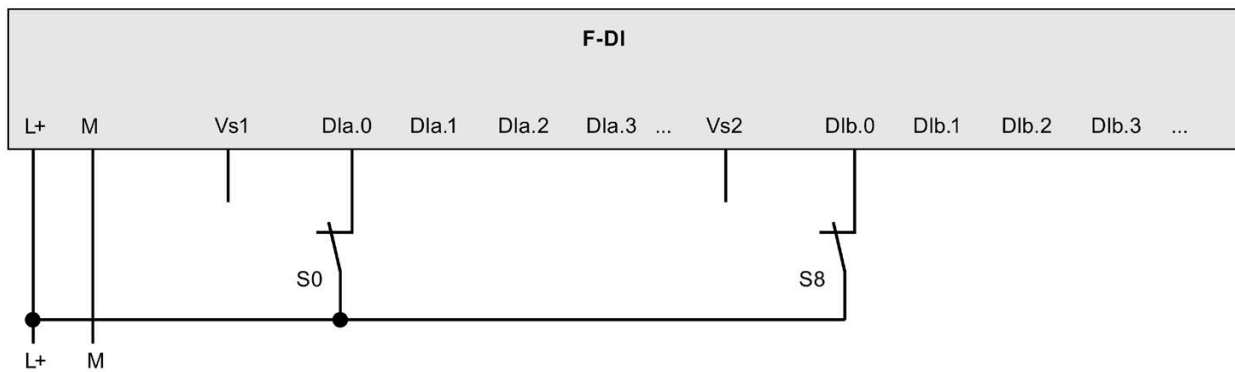 F-DI
L+ M Vs1 DIa.0 DIa.1 DIa.2 DIa.3 ... Vs2 DIb.0 DIb.1 DIb.2 DIb.3 ...
S0 S8
L+ M